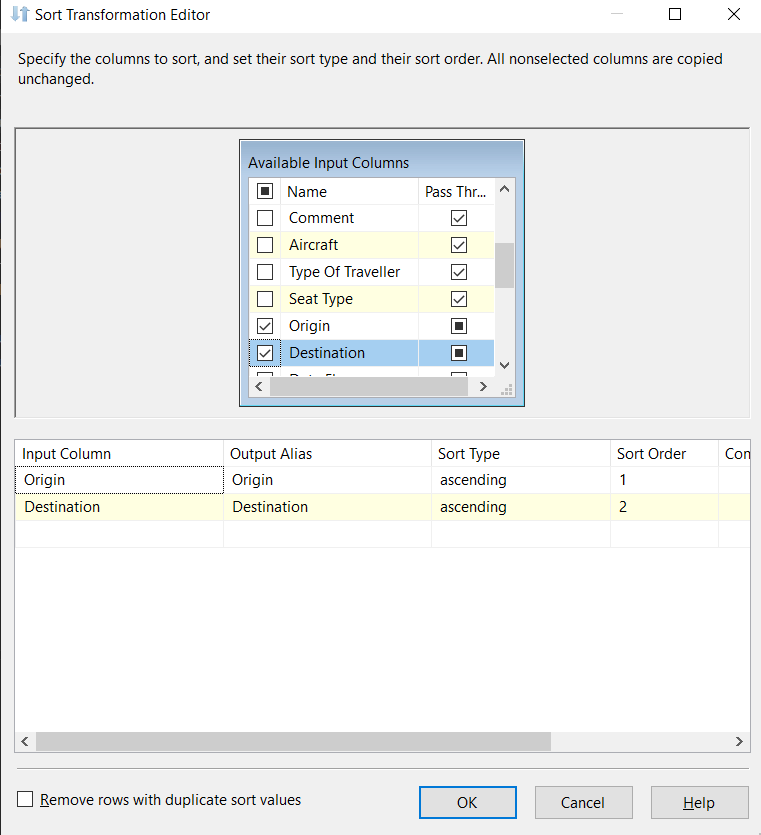 Sort Transformation Editor
Specify the columns to sort, and set their sort type and their sort order. All nonselected columns are copied
unchanged.
Available Input Columns
Name Pass Thr...
Comment
Aircraft
Type Of Traveller
Seat Type
Origin
Destination
Input Column Output Alias Sort Type Sort Order Con
Origin Origin ascending 1
Destination Destination ascending 2
Remove rows with duplicate sort values OK Cancel Help